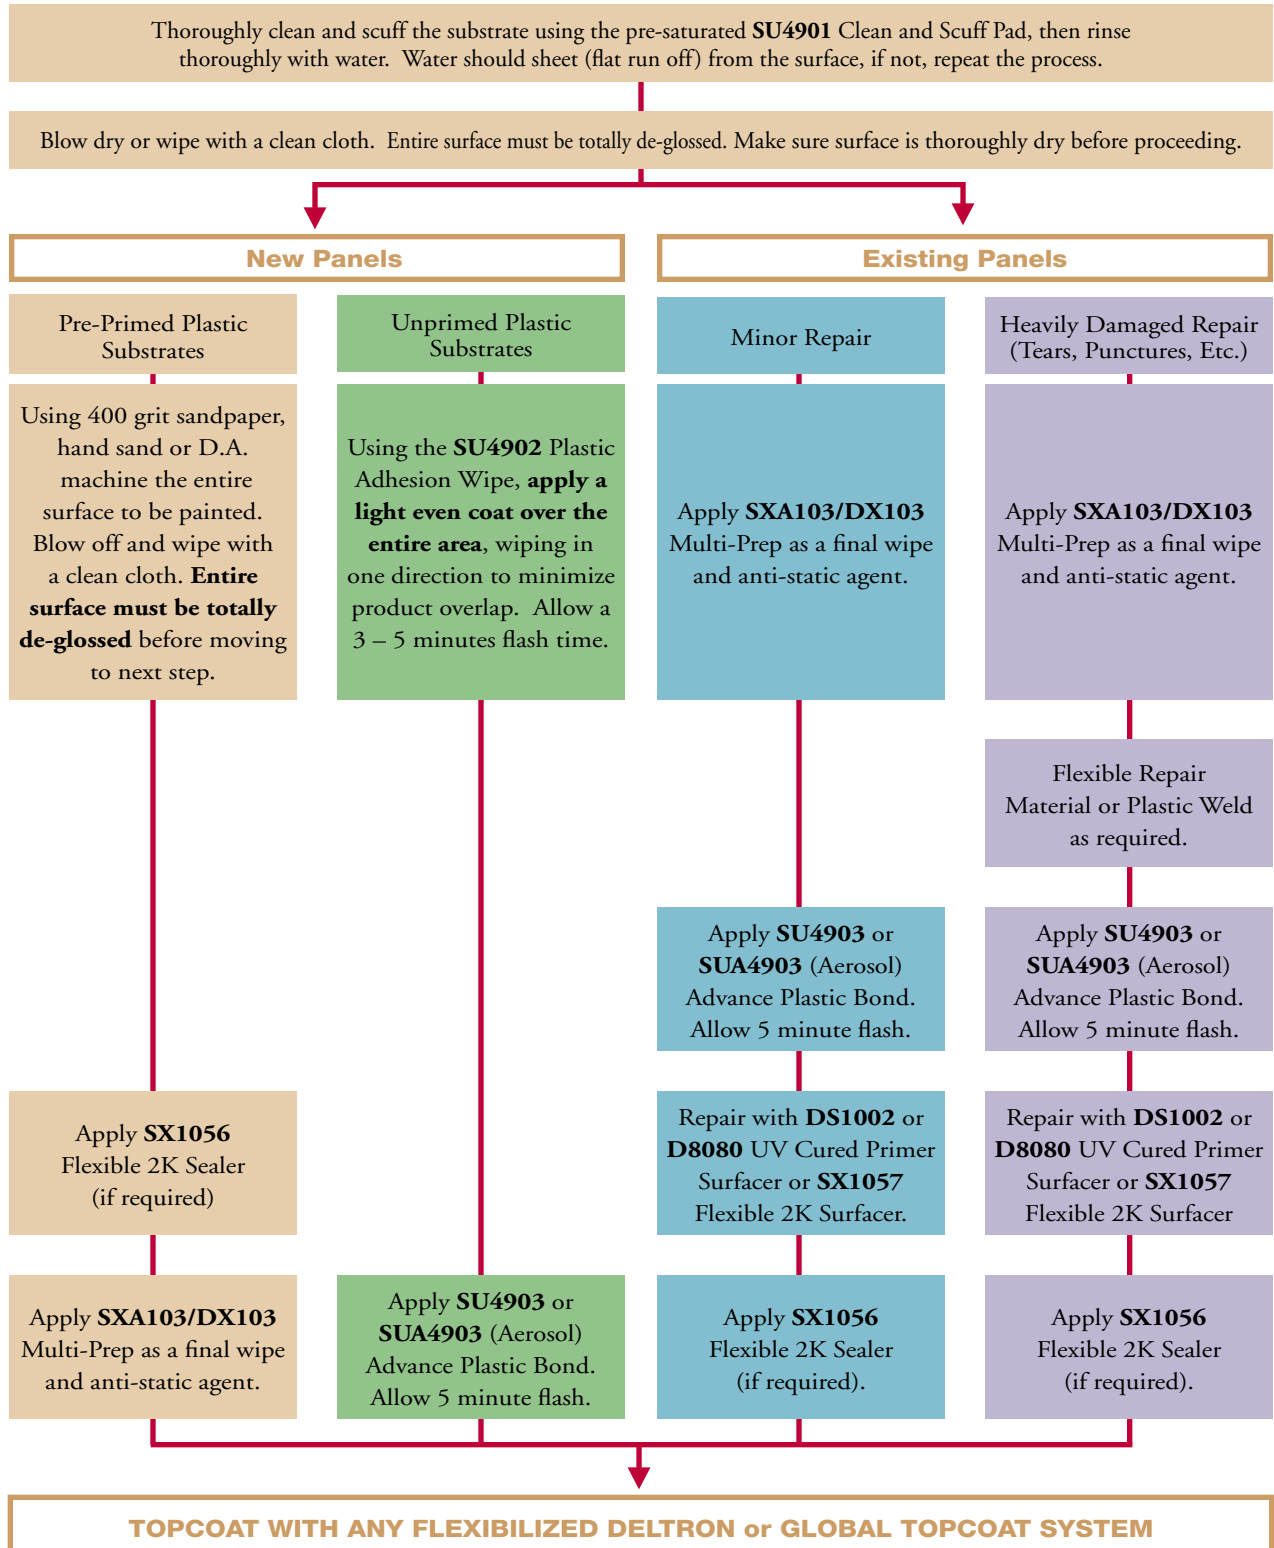 Thoroughly clean and scuff the substrate using the pre-saturated SU4901 Clean and Scuff Pad, then rinse
thoroughly with water. Water should sheet (flat run off) from the surface, if not, repeat the process.
Blow dry or wipe with a clean cloth. Entire surface must be totally de-glossed. Make sure surface is thoroughly dry before proceeding.
New Panels
Existing Panels
Pre-Primed Plastic
Substrates
Using 400 grit sandpaper,
hand sand or D.A.
machine the entire
surface to be painted.
Blow off and wipe with
a clean cloth. Entire
surface must be totally
de-glossed before moving
to next step.
Apply SX1056
Flexible 2K Sealer
(if required)
Apply SXA103/DX103
Multi-Prep as a final wipe
and anti-static agent.
Unprimed Plastic
Substrates
Using the SU4902 Plastic
Adhesion Wipe, apply a
light even coat over the
entire area, wiping in
one direction to minimize
product overlap. Allow a
3 – 5 minutes flash time.
Apply SU4903 or
SUA4903 (Aerosol)
Advance Plastic Bond.
Allow 5 minute flash.
Minor Repair
Apply SXA103/DX103
Multi-Prep as a final wipe
and anti-static agent.
Apply SU4903 or
SUA4903 (Aerosol)
Advance Plastic Bond.
Allow 5 minute flash.
Repair with DS1002 or
D8080 UV Cured Primer
Surfacer or SX1057
Flexible 2K Surfacer.
Apply SX1056
Flexible 2K Sealer
(if required).
Heavily Damaged Repair
(Tears, Punctures, Etc.)
Apply SXA103/DX103
Multi-Prep as a final wipe
and anti-static agent.
Flexible Repair
Material or Plastic Weld
as required.
Apply SU4903 or
SUA4903 (Aerosol)
Advance Plastic Bond.
Allow 5 minute flash.
Repair with DS1002 or
D8080 UV Cured Primer
Surfacer or SX1057
Flexible 2K Surfacer
Apply SX1056
Flexible 2K Sealer
(if required).
TOPCOAT WITH ANY FLEXIBILIZED DELTRON or GLOBAL TOPCOAT SYSTEM